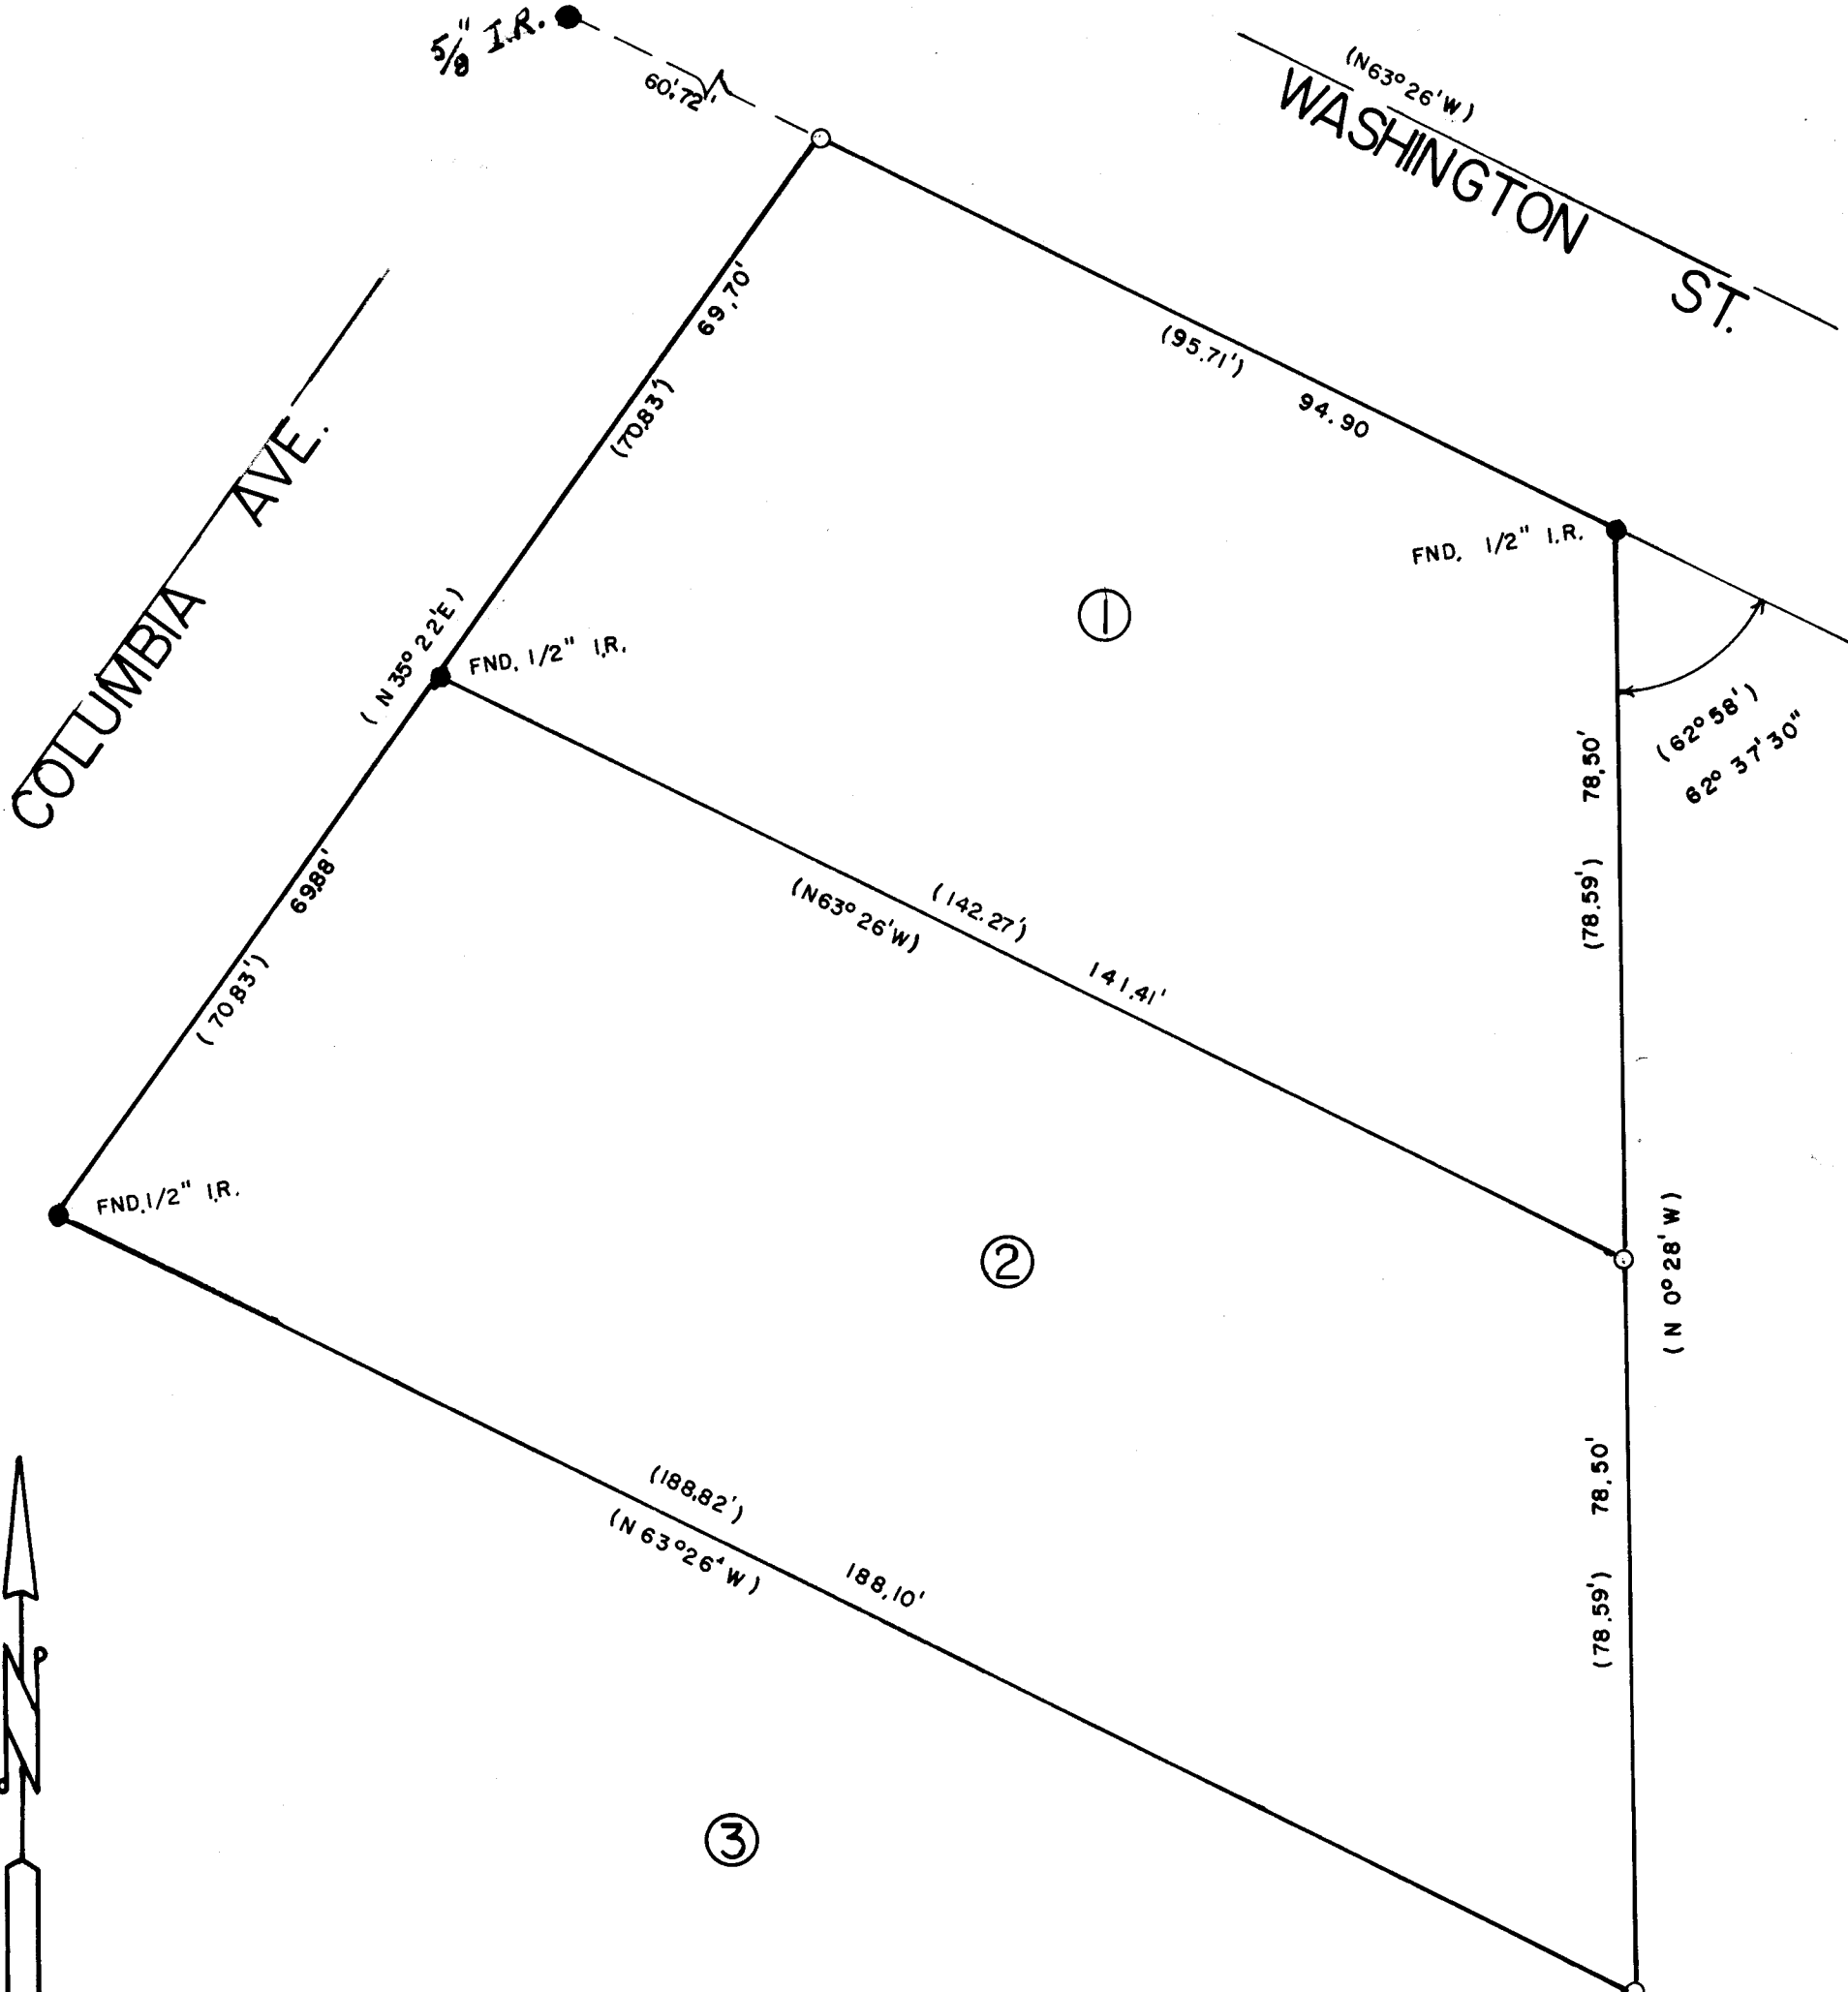 5/8" I.R.
60.72'
(N63°26'W)
WASHINGTON ST.
69.70'
(70.83')
(95.71') 94.90
COLUMBIA AVE.
FND. 1/2" I.R.
1
(N 35°22'E)
FND. 1/2" I.R.
(62°58')
62° 37'30"
78.50'
(78.59')
69.88'
(70.83')
(142.27')
(N63°26'W)
141.41'
FND. 1/2" I.R.
2
(N 0°28'W)
(188.82')
(N 63°26'W)
188.10'
78.50'
(78.59')
N
3